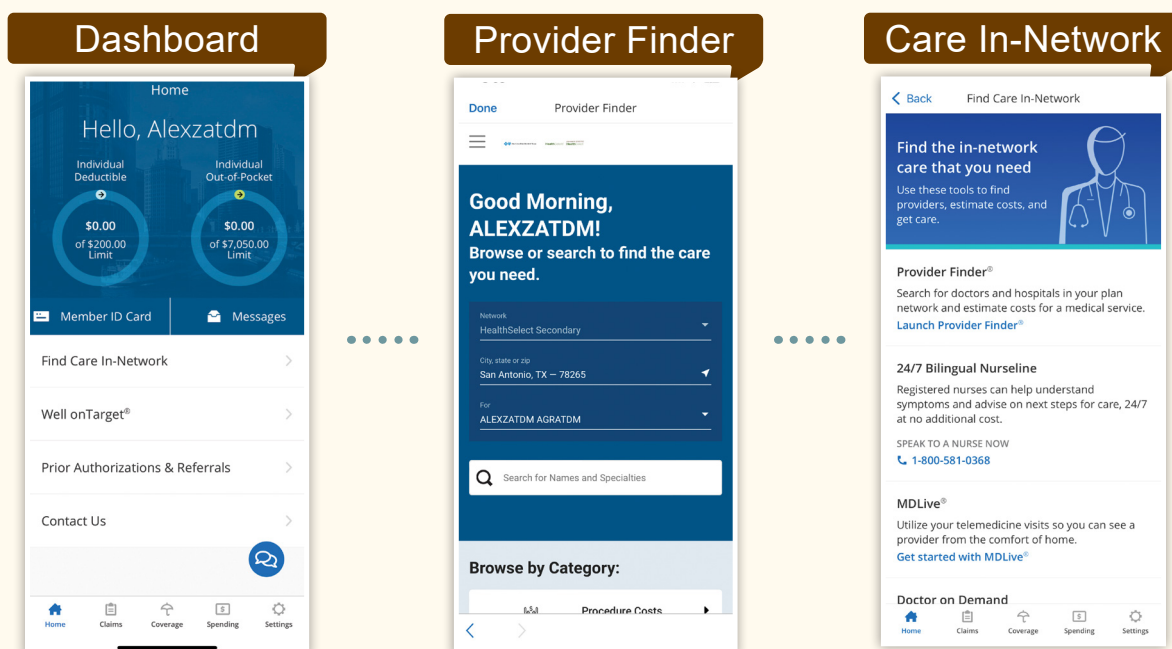 Dashboard
Home
Hello, Alexzatdm
Individual
Deductible
Individual
Out-of-Pocket
$0.00
of $200.00
Limit
$0.00
of $7,050.00
Limit
Member ID Card
Messages
Find Care In-Network
Well onTarget®
Prior Authorizations & Referrals
Contact Us
Home
Claims
Coverage
Spending
Settings
Provider Finder
Done
Provider Finder
Good Morning,
ALEXZATDM!
Browse or search to find the care
you need.
Network
HealthSelect Secondary
City, state or zip
San Antonio, TX — 78265
For
ALEXZATDM AGRATDM
Search for Names and Specialties
Browse by Category:
Procedure Costs
Care In-Network
Back
Find Care In-Network
Find the in-network
care that you need
Use these tools to find
providers, estimate costs, and
get care.
Provider Finder®
Search for doctors and hospitals in your plan
network and estimate costs for a medical service.
Launch Provider Finder®
24/7 Bilingual Nurseline
Registered nurses can help understand
symptoms and advise on next steps for care, 24/7
at no additional cost.
SPEAK TO A NURSE NOW
1-800-581-0368
MDLive®
Utilize your telemedicine visits so you can see a
provider from the comfort of home.
Get started with MDLive®
Doctor on Demand
Home
Claims
Coverage
Spending
Settings